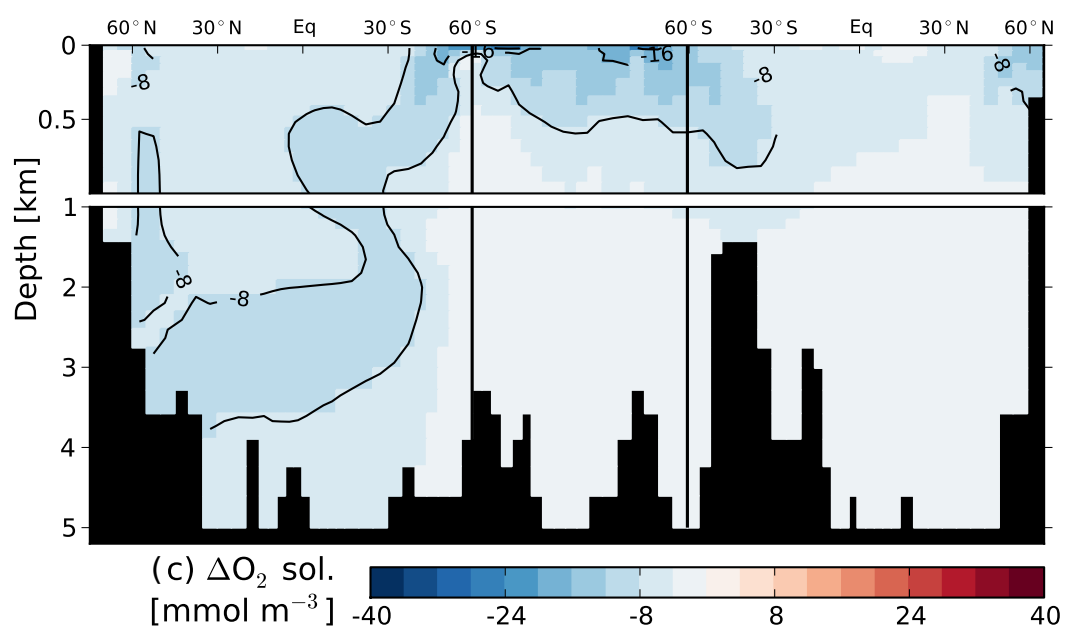 60°N 30°N Eq 30°S 60°S 60°S 30°S Eq 30°N 60°N
0
-16 -16
-8 -8 -8
0.5
Depth [km]
1
-8 -8
2
3
4
5
(c) ΔO₂ sol.
[mmol m⁻³]
-40 -24 -8 8 24 40